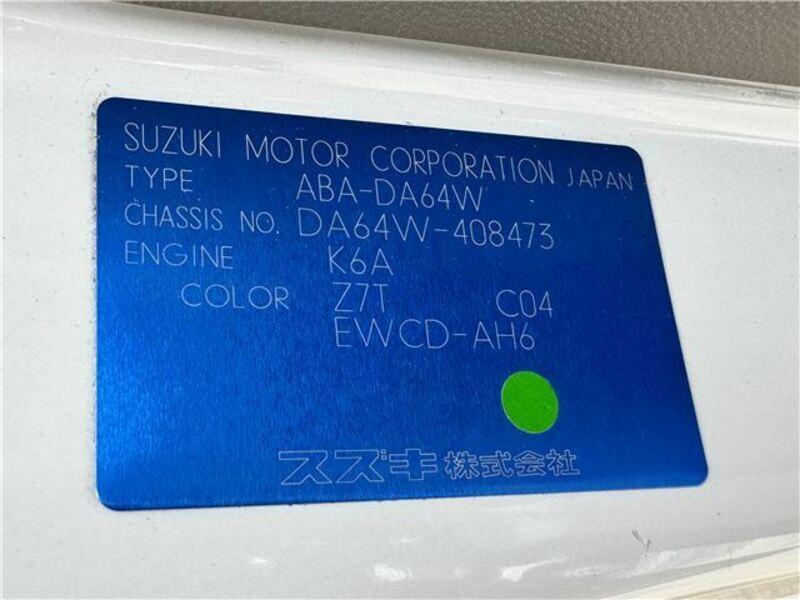 SUZUKI MOTOR CORPORATION JAPAN
TYPE ABA-DA64W
CHASSIS NO. DA64W-408473
ENGINE K6A
COLOR Z7T C04
EWCD-AH6
スズキ株式会社